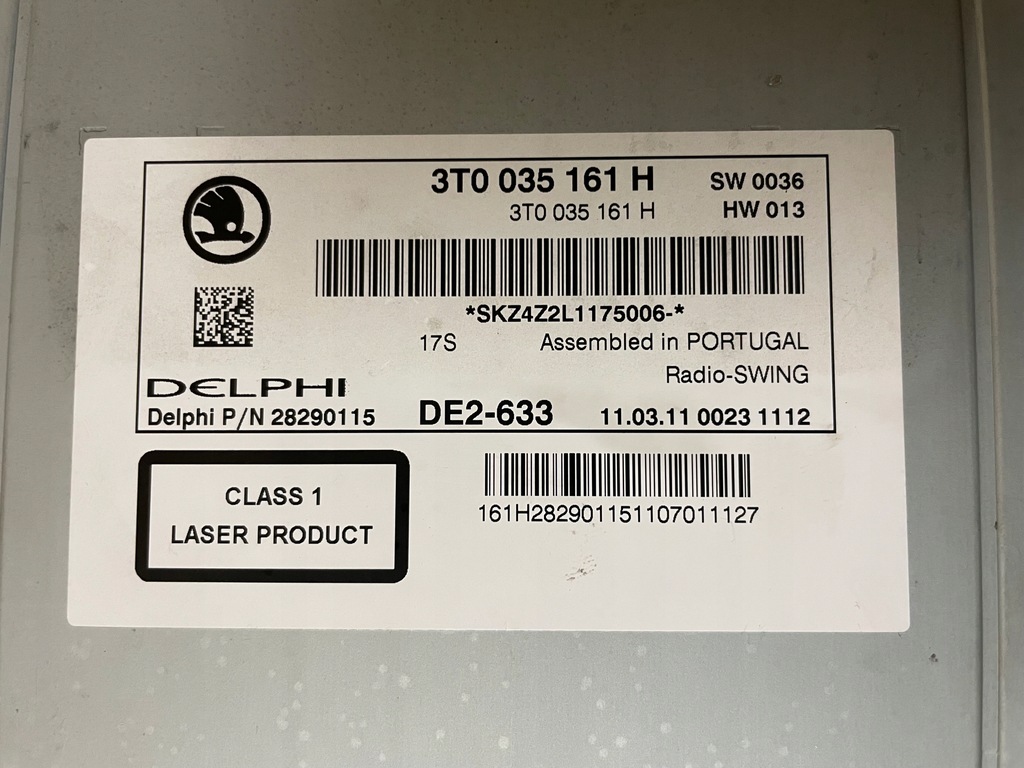 3T0 035 161 H SW 0036
3T0 035 161 H HW 013
*SKZ4Z2L1175006-*
17S Assembled in PORTUGAL
Radio-SWING
DELPHI
Delphi P/N 28290115 DE2-633 11.03.11 0023 1112
CLASS 1
LASER PRODUCT
161H282901151107011127